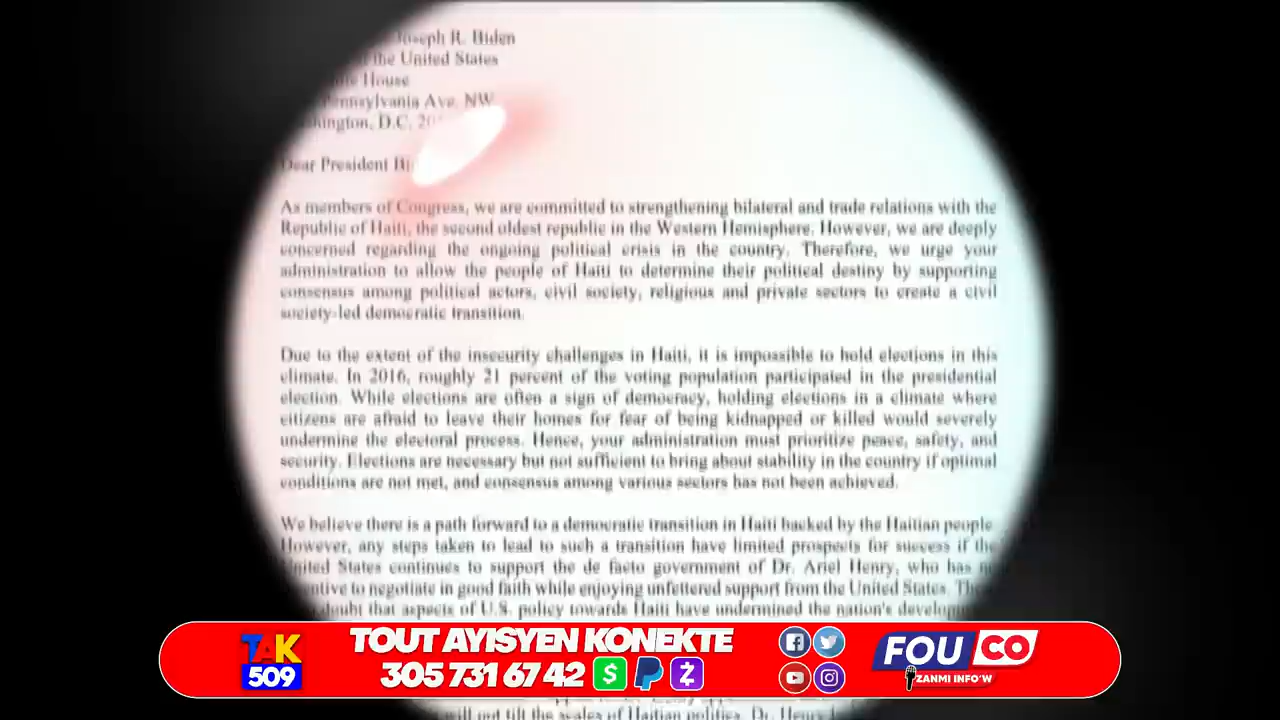 Joseph R. Biden
the United States
House
Pennsylvania Ave. NW
D.C.
Dear President
As members of Congress, we are committed to strengthening bilateral and trade relations with the
Republic of Haiti, the second oldest republic in the Western Hemisphere. However, we are deeply
concerned regarding the ongoing political crisis in the country. Therefore, we urge your
administration to allow the people of Haiti to determine their political destiny by supporting
consensus among political actors, civil society, religious and private sectors to create a civil
society-led democratic transition.
Due to the extent of the insecurity challenges in Haiti, it is impossible to hold elections in this
climate. In 2016, roughly 21 percent of the voting population participated in the presidential
election. While elections are often a sign of democracy, holding elections in a climate where
citizens are afraid to leave their homes for fear of being kidnapped or killed would severely
undermine the electoral process. Hence, your administration must prioritize peace, safety, and
security. Elections are necessary but not sufficient to bring about stability in the country if optimal
conditions are not met, and consensus among various sectors has not been achieved.
We believe there is a path forward to a democratic transition in Haiti backed by the Haitian people
However, any steps taken to lead to such a transition have limited prospects for success if the
United States continues to support the de facto government of Dr. Ariel Henry, who has
to negotiate in good faith while enjoying unfettered support from the United States.
doubt that aspects of U.S. policy towards Haiti have undermined the nation's
TAK
509
TOUT AYISYEN KONEKTE
305 731 67 42
FOUCO
ZANMI INFO'W
will not tilt the scales of Haitian politics. Dr. Henry